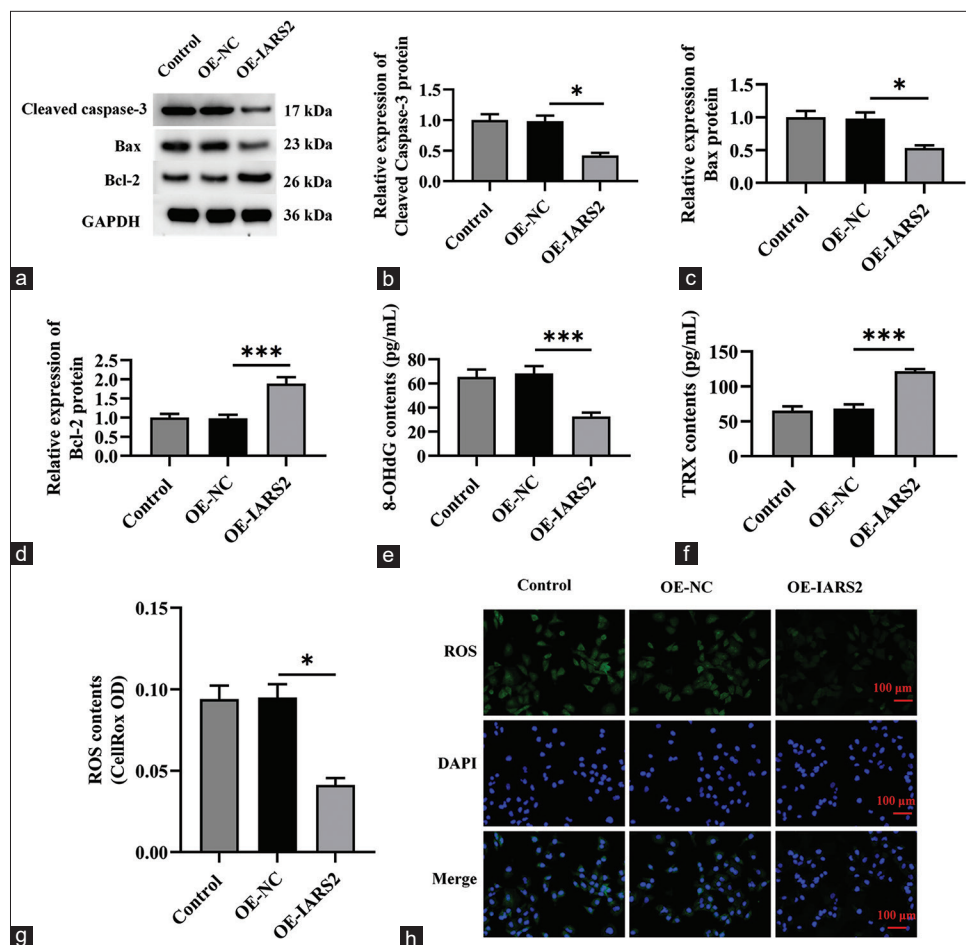 Control OE-NC OE-IARS2
Cleaved caspase-3 17 kDa
Bax 23 kDa
Bcl-2 26 kDa
GAPDH 36 kDa
a
Relative expression of
Cleaved Caspase-3 protein
1.5
1.0
0.5
0.0
*
Control OE-NC OE-IARS2
b
Relative expression of
Bax protein
1.5
1.0
0.5
0.0
*
Control OE-NC OE-IARS2
c
Relative expression of
Bcl-2 protein
2.5
2.0
1.5
1.0
0.5
0.0
***
Control OE-NC OE-IARS2
d
8-OHdG contents (pg/mL)
80
60
40
20
0
***
Control OE-NC OE-IARS2
e
TRX contents (pg/mL)
150
100
50
0
***
Control OE-NC OE-IARS2
f
ROS contents
(CellRox OD)
0.15
0.10
0.05
0.00
*
Control OE-NC OE-IARS2
g
Control OE-NC OE-IARS2
ROS
100 μm
DAPI
100 μm
Merge
100 μm
h